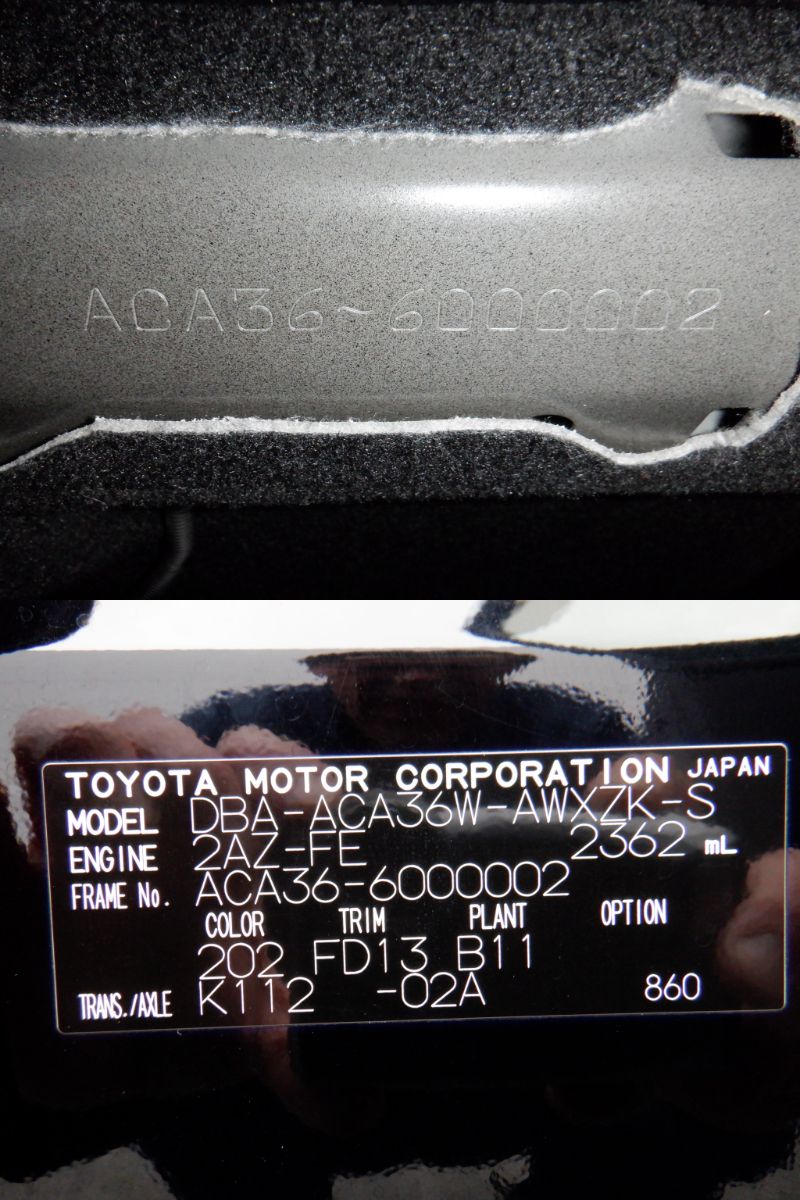 ACA36-6000002
TOYOTA MOTOR CORPORATION JAPAN
MODEL DBA-ACA36W-AWXZK-S
ENGINE 2AZ-FE 2362 mL
FRAME No. ACA36-6000002
COLOR TRIM PLANT OPTION
202 FD13 B11
TRANS./AXLE K112 -02A 860